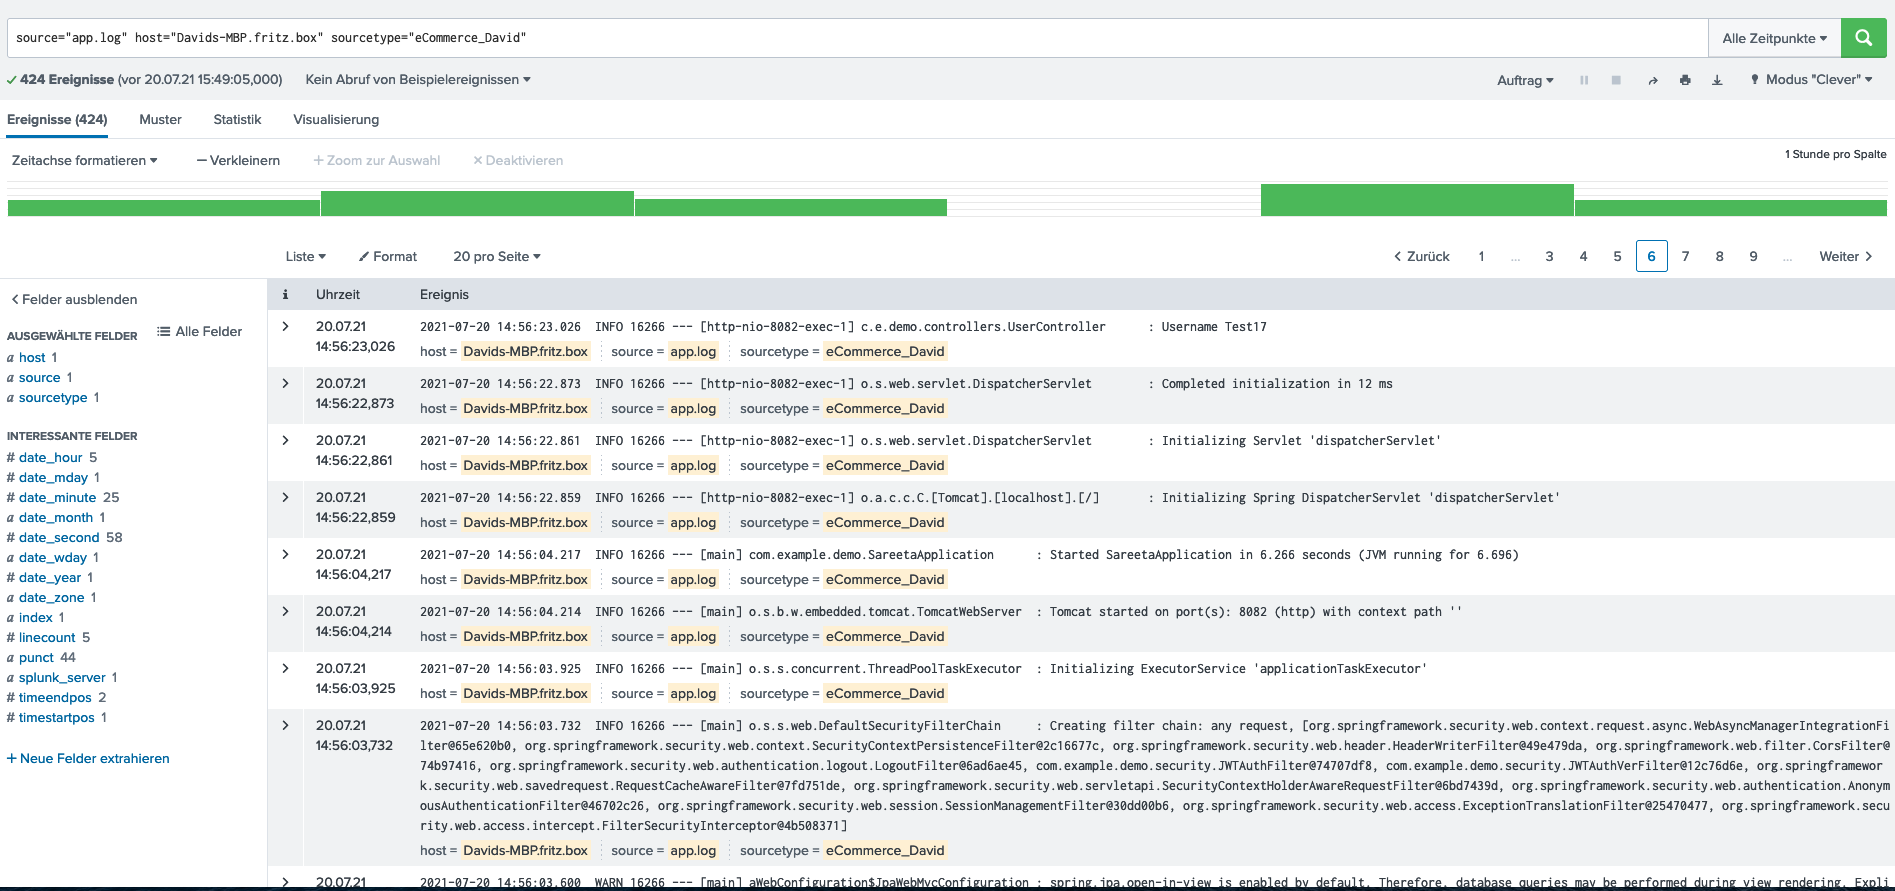 source="app.log" host="Davids-MBP.fritz.box" sourcetype="eCommerce_David"
Alle Zeitpunkte
424 Ereignisse (vor 20.07.21 15:49:05,000) Kein Abruf von Beispielereignissen
Auftrag Modus "Clever"
Ereignisse (424) Muster Statistik Visualisierung
Zeitachse formatieren — Verkleinern + Zoom zur Auswahl × Deaktivieren
1 Stunde pro Spalte
Liste Format 20 pro Seite
< Zurück 1 ... 3 4 5 6 7 8 9 ... Weiter >
< Felder ausblenden
AUSGEWÄHLTE FELDER Alle Felder
a host 1
a source 1
a sourcetype 1
INTERESSANTE FELDER
# date_hour 5
# date_mday 1
# date_minute 25
a date_month 1
# date_second 58
a date_wday 1
# date_year 1
a date_zone 1
a index 1
# linecount 5
a punct 44
a splunk_server 1
# timeendpos 2
# timestartpos 1
+ Neue Felder extrahieren
i Uhrzeit Ereignis
> 20.07.21 14:56:23,026
2021-07-20 14:56:23.026 INFO 16266 --- [http-nio-8082-exec-1] c.e.demo.controllers.UserController : Username Test17
host = Davids-MBP.fritz.box source = app.log sourcetype = eCommerce_David
> 20.07.21 14:56:22,873
2021-07-20 14:56:22.873 INFO 16266 --- [http-nio-8082-exec-1] o.s.web.servlet.DispatcherServlet : Completed initialization in 12 ms
host = Davids-MBP.fritz.box source = app.log sourcetype = eCommerce_David
> 20.07.21 14:56:22,861
2021-07-20 14:56:22.861 INFO 16266 --- [http-nio-8082-exec-1] o.s.web.servlet.DispatcherServlet : Initializing Servlet 'dispatcherServlet'
host = Davids-MBP.fritz.box source = app.log sourcetype = eCommerce_David
> 20.07.21 14:56:22,859
2021-07-20 14:56:22.859 INFO 16266 --- [http-nio-8082-exec-1] o.a.c.c.C.[Tomcat].[localhost].[/] : Initializing Spring DispatcherServlet 'dispatcherServlet'
host = Davids-MBP.fritz.box source = app.log sourcetype = eCommerce_David
> 20.07.21 14:56:04,217
2021-07-20 14:56:04.217 INFO 16266 --- [main] com.example.demo.SareetaApplication : Started SareetaApplication in 6.266 seconds (JVM running for 6.696)
host = Davids-MBP.fritz.box source = app.log sourcetype = eCommerce_David
> 20.07.21 14:56:04,214
2021-07-20 14:56:04.214 INFO 16266 --- [main] o.s.b.w.embedded.tomcat.TomcatWebServer : Tomcat started on port(s): 8082 (http) with context path ''
host = Davids-MBP.fritz.box source = app.log sourcetype = eCommerce_David
> 20.07.21 14:56:03,925
2021-07-20 14:56:03.925 INFO 16266 --- [main] o.s.s.concurrent.ThreadPoolTaskExecutor : Initializing ExecutorService 'applicationTaskExecutor'
host = Davids-MBP.fritz.box source = app.log sourcetype = eCommerce_David
> 20.07.21 14:56:03,732
2021-07-20 14:56:03.732 INFO 16266 --- [main] o.s.s.web.DefaultSecurityFilterChain : Creating filter chain: any request, [org.springframework.security.web.context.request.async.WebAsyncManagerIntegrationFi
lter@65e620b0, org.springframework.security.web.context.SecurityContextPersistenceFilter@2c16677c, org.springframework.security.web.header.HeaderWriterFilter@49e479da, org.springframework.web.filter.CorsFilter@
74b97416, org.springframework.security.web.authentication.logout.LogoutFilter@6ad6ae45, com.example.demo.security.JWTAuthFilter@74707df8, com.example.demo.security.JWTAuthVerFilter@12c76d6e, org.springframewor
k.security.web.savedrequest.RequestCacheAwareFilter@7fd751de, org.springframework.security.web.servletapi.SecurityContextHolderAwareRequestFilter@6bd7439d, org.springframework.security.web.authentication.Anonym
ousAuthenticationFilter@46702c26, org.springframework.security.web.session.SessionManagementFilter@30dd00b6, org.springframework.security.web.access.ExceptionTranslationFilter@25470477, org.springframework.secu
rity.web.access.intercept.FilterSecurityInterceptor@4b508371]
host = Davids-MBP.fritz.box source = app.log sourcetype = eCommerce_David
> 20.07.21
2021-07-20 14:56:03.600 WARN 16266 --- [main] aWebConfiguration$JpaWebMvcConfiguration : spring.jpa.open-in-view is enabled by default. Therefore, database queries may be performed during view rendering. Expli